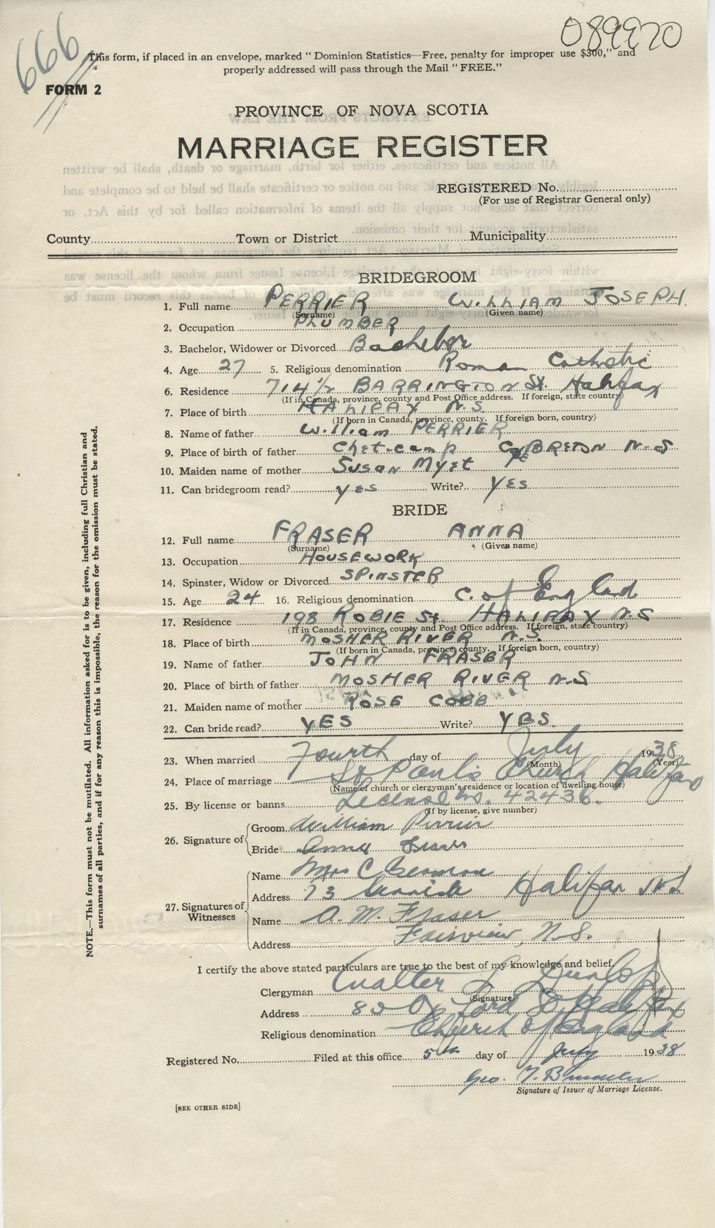 666
089970
This form, if placed in an envelope, marked " Dominion Statistics—Free, penalty for improper use $300," and
properly addressed will pass through the Mail " FREE."
FORM 2
PROVINCE OF NOVA SCOTIA
MARRIAGE REGISTER
REGISTERED No.
(For use of Registrar General only)
County Town or District Municipality
BRIDEGROOM
1. Full name PERRIER William JOSEPH.
(Surname) (Given name)
2. Occupation PLUMBER
3. Bachelor, Widower or Divorced Bachelor
4. Age 27 5. Religious denomination Roman Catholic
6. Residence 714½ BARRINGTON St. Halifax
(If in Canada, province, county and Post Office address. If foreign, state country)
7. Place of birth HALIFAX N.S
(If born in Canada, province, county. If foreign born, country)
8. Name of father William PERRIER
9. Place of birth of father Chet-camp Cape BRETON N-S
10. Maiden name of mother Susan Myet
11. Can bridegroom read? yes Write? YES
BRIDE
12. Full name FRASER ANNA
(Surname) (Given name)
13. Occupation HOUSEWORK
14. Spinster, Widow or Divorced SPINSTER
15. Age 24 16. Religious denomination C. of England
17. Residence 198 ROBIE St HALIFAX N.S
(If in Canada, province, county and Post Office address. If foreign, state country)
18. Place of birth MOSHER RIVER N.S.
(If born in Canada, province, county. If foreign born, country)
19. Name of father JOHN FRASER
20. Place of birth of father MOSHER RIVER N.S
21. Maiden name of mother ROSE COBB
22. Can bride read? YES Write? YES.
23. When married Fourth day of July 1938
(Month) (Year)
24. Place of marriage St Paul's Church Halifax
(Name of church or clergyman's residence or location of dwelling house)
25. By license or banns License No. 42436.
(If by license, give number)
26. Signature of
Groom William Perrier
Bride Anna Fraser
27. Signatures of Witnesses
Name Mrs C
Address 73 Halifax N.S.
Name A. M. Fraser
Address Fairview, N.S.
I certify the above stated particulars are true to the best of my knowledge and belief.
Clergyman Walter L Dunlop
(Signature)
Address 82 Oxford St Halifax
Religious denomination Church of England
Registered No. Filed at this office 5th day of July 1938
Geo.
Signature of Issuer of Marriage License.
[SEE OTHER SIDE]
NOTE.—This form must not be mutilated. All information asked for is to be given, including full Christian and
surnames of all parties, and if for any reason this is impossible, the reason for the omission must be stated.